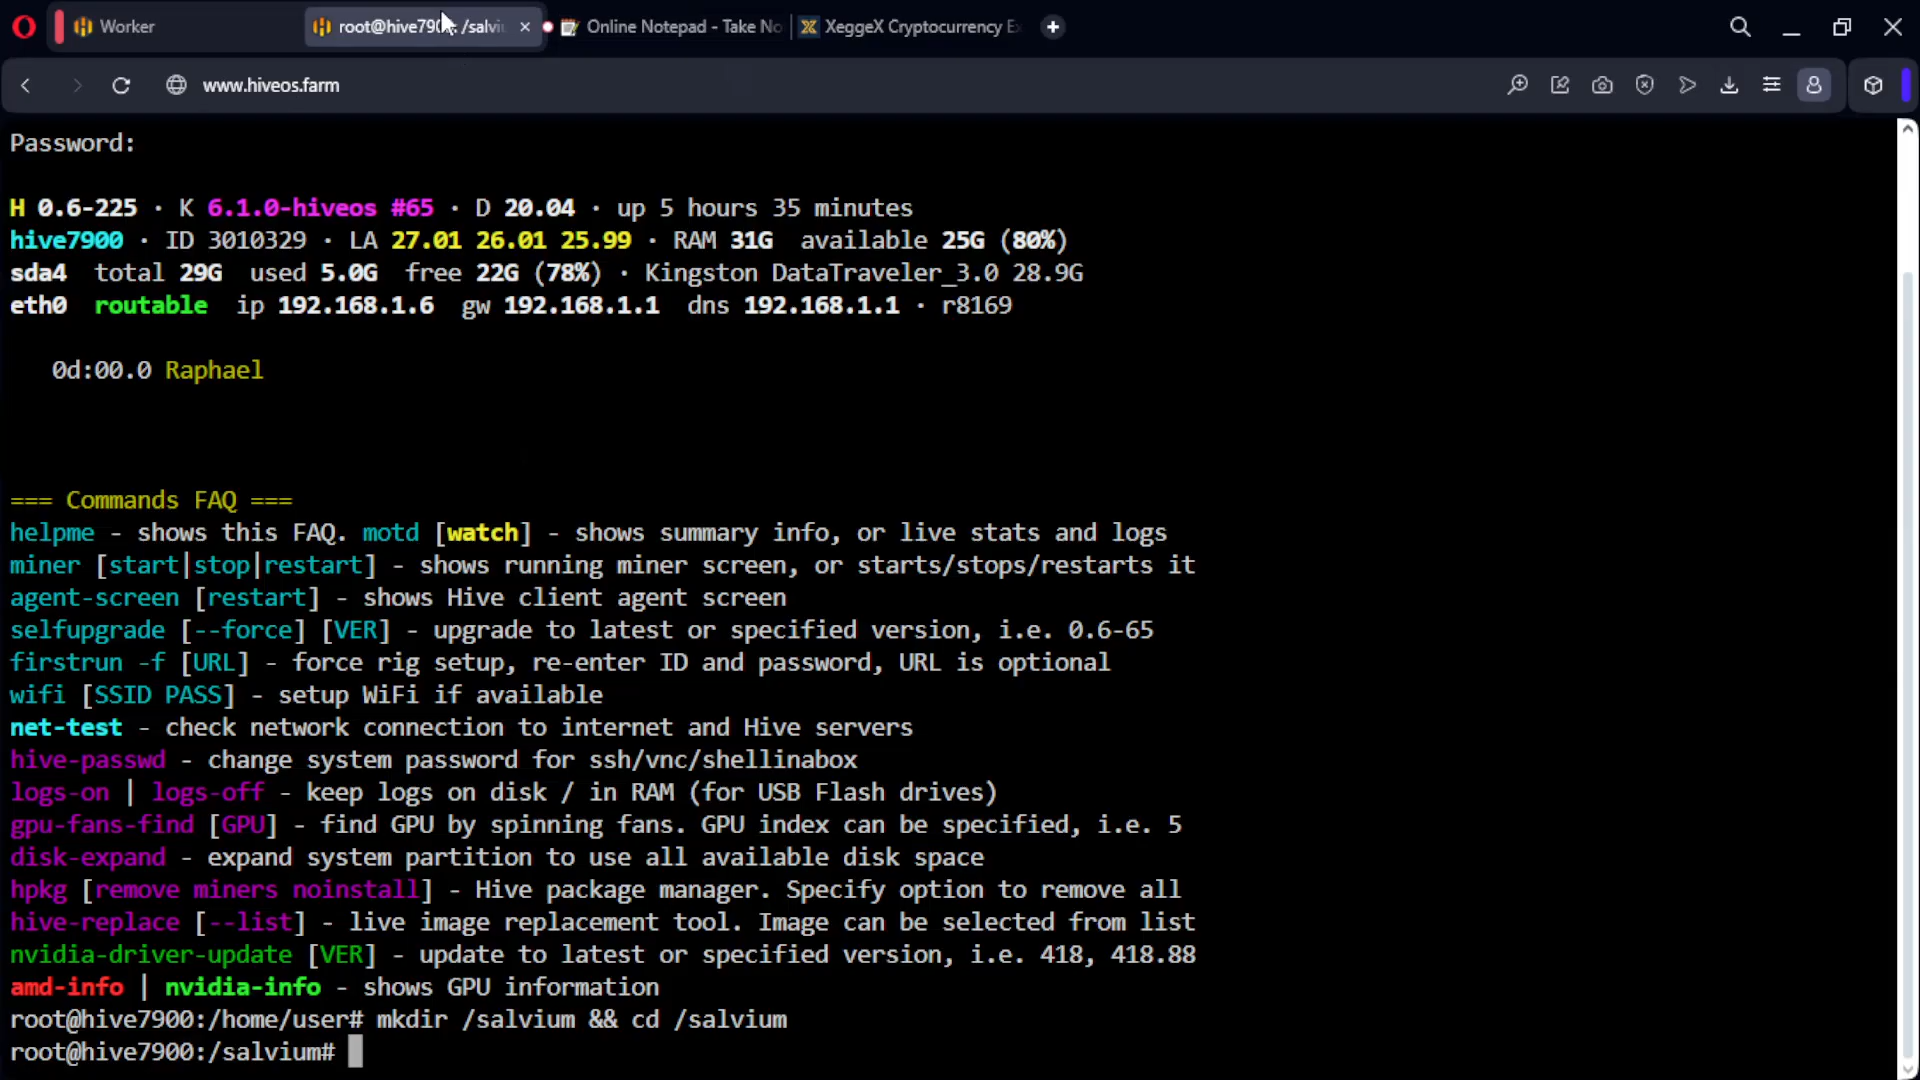 Worker
root@hive790 : /salviu
Online Notepad - Take No
XeggeX Cryptocurrency Ex
www.hiveos.farm
Password:
H 0.6-225 · K 6.1.0-hiveos #65 · D 20.04 · up 5 hours 35 minutes
hive7900 · ID 3010329 · LA 27.01 26.01 25.99 · RAM 31G available 25G (80%)
sda4 total 29G used 5.0G free 22G (78%) · Kingston DataTraveler_3.0 28.9G
eth0 routable ip 192.168.1.6 gw 192.168.1.1 dns 192.168.1.1 · r8169
0d:00.0 Raphael
=== Commands FAQ ===
helpme - shows this FAQ. motd [watch] - shows summary info, or live stats and logs
miner [start|stop|restart] - shows running miner screen, or starts/stops/restarts it
agent-screen [restart] - shows Hive client agent screen
selfupgrade [--force] [VER] - upgrade to latest or specified version, i.e. 0.6-65
firstrun -f [URL] - force rig setup, re-enter ID and password, URL is optional
wifi [SSID PASS] - setup WiFi if available
net-test - check network connection to internet and Hive servers
hive-passwd - change system password for ssh/vnc/shellinabox
logs-on | logs-off - keep logs on disk / in RAM (for USB Flash drives)
gpu-fans-find [GPU] - find GPU by spinning fans. GPU index can be specified, i.e. 5
disk-expand - expand system partition to use all available disk space
hpkg [remove miners noinstall] - Hive package manager. Specify option to remove all
hive-replace [--list] - live image replacement tool. Image can be selected from list
nvidia-driver-update [VER] - update to latest or specified version, i.e. 418, 418.88
amd-info | nvidia-info - shows GPU information
root@hive7900:/home/user# mkdir /salvium && cd /salvium
root@hive7900:/salvium#